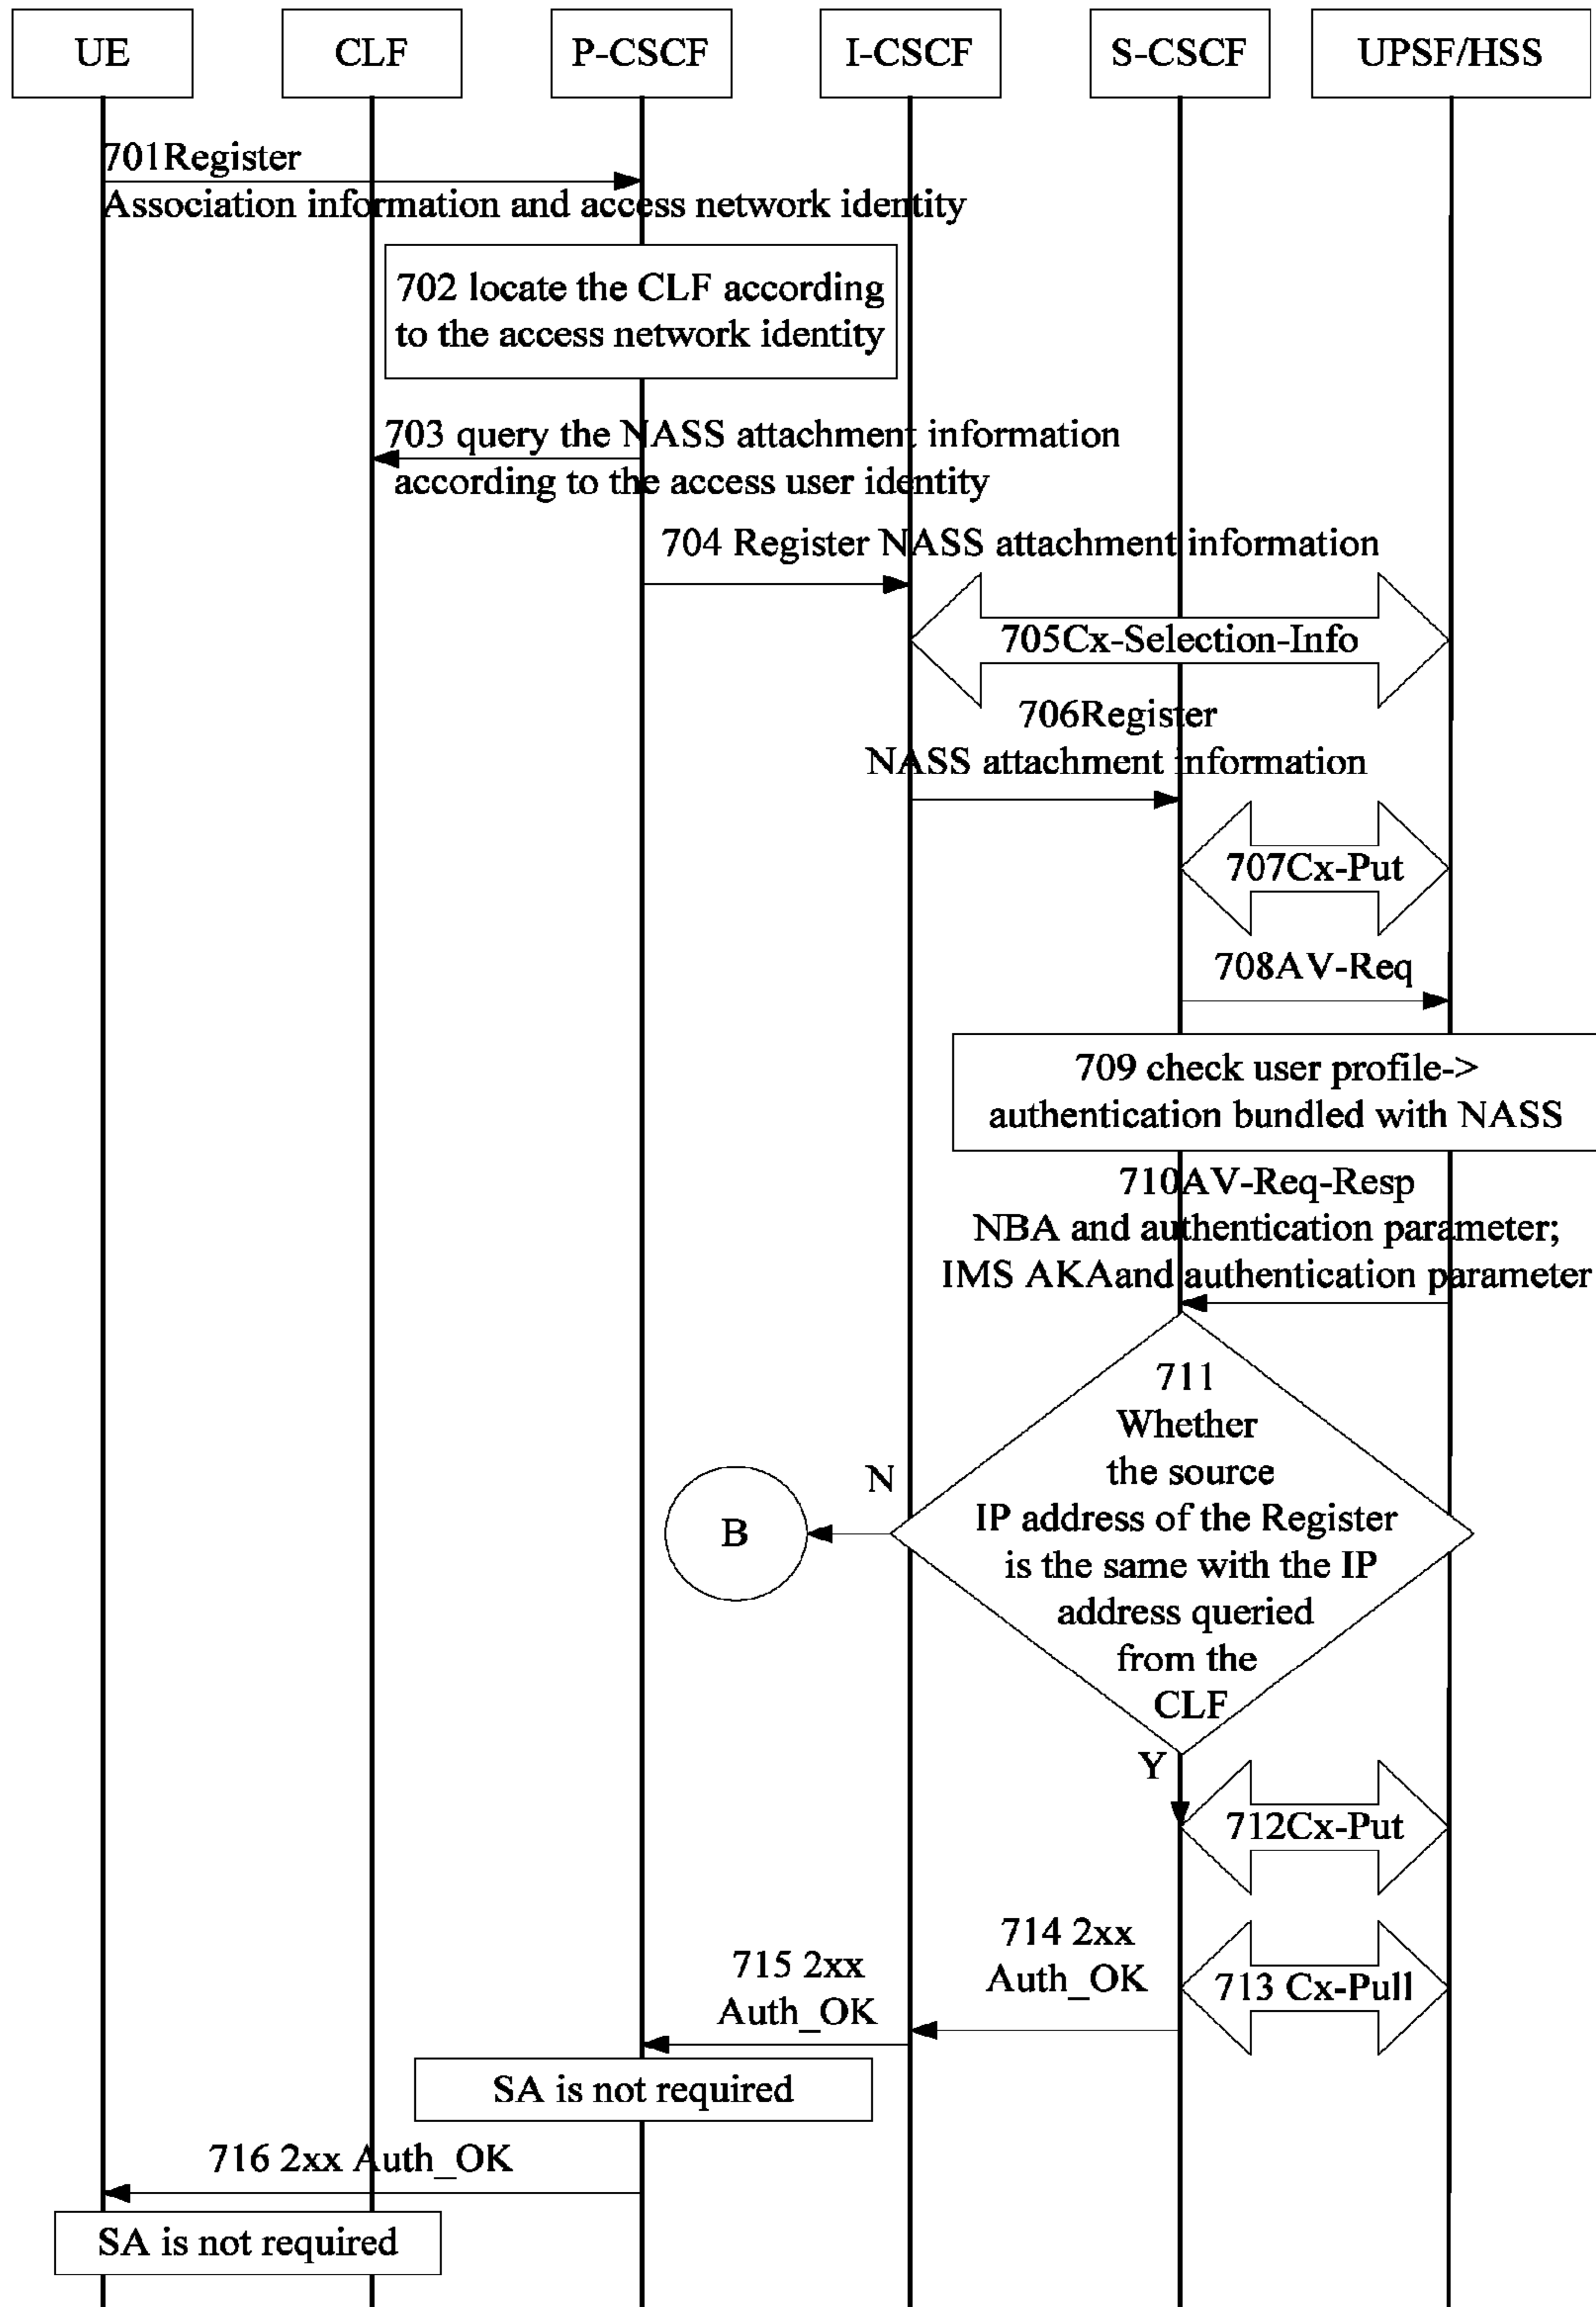 UE
CLF
P-CSCF
I-CSCF
S-CSCF
UPSF/HSS
701Register
Association information and access network identity
702 locate the CLF according
to the access network identity
703 query the NASS attachment information
according to the access user identity
704 Register NASS attachment information
705Cx-Selection-Info
706Register
NASS attachment information
707Cx-Put
708AV-Req
709 check user profile->
authentication bundled with NASS
710AV-Req-Resp
NBA and authentication parameter;
IMS AKAand authentication parameter
711
Whether
the source
IP address of the Register
is the same with the IP
address queried
from the
CLF
N
B
Y
712Cx-Put
713 Cx-Pull
714 2xx
Auth_OK
715 2xx
Auth_OK
SA is not required
716 2xx Auth_OK
SA is not required